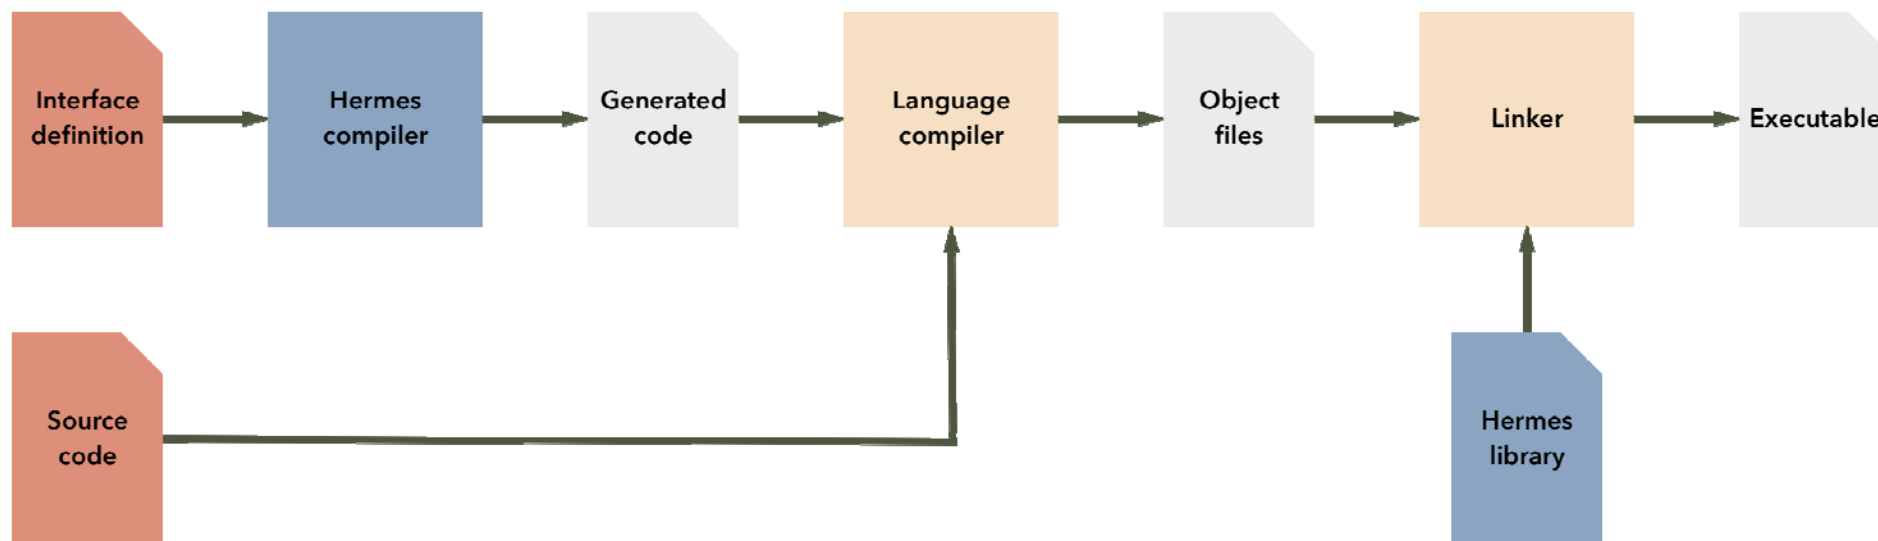 Interface
definition
Hermes
compiler
Generated
code
Language
compiler
Object
files
Linker
Executable
Source
code
Hermes
library